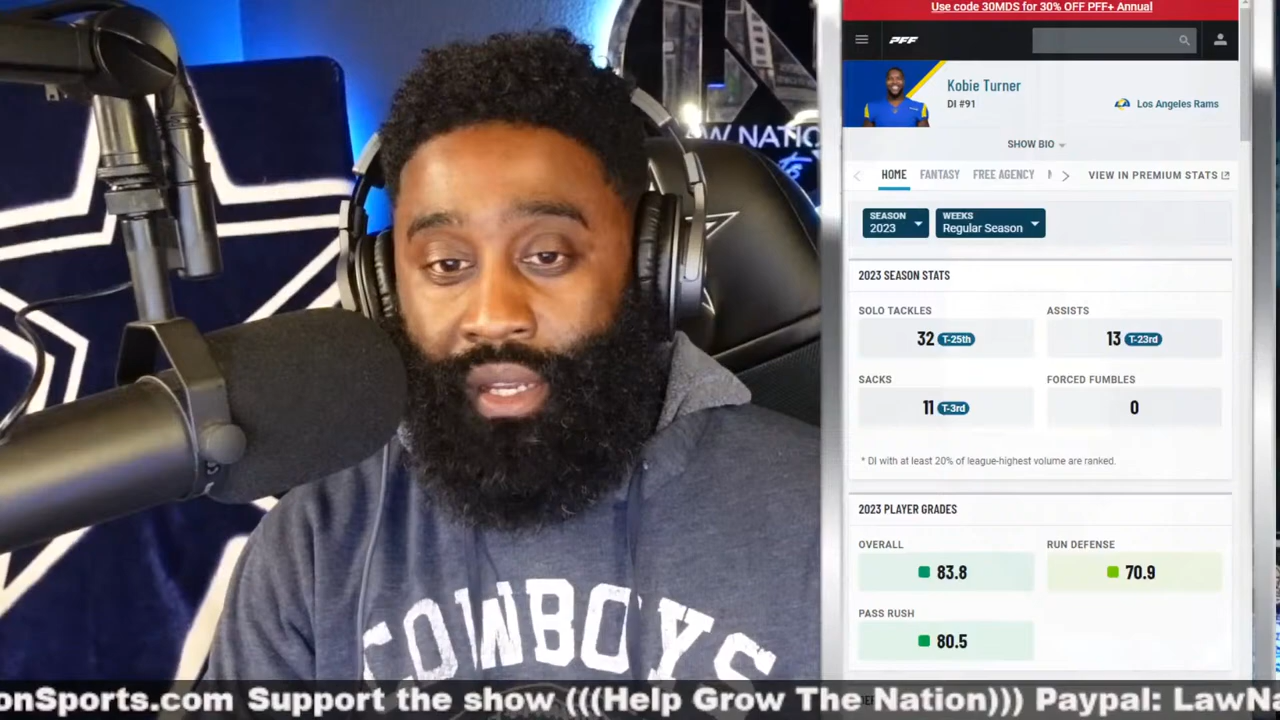 W NATIO
COWBOYS
Use code 30MDS for 30% OFF PFF+ Annual
PFF
Kobie Turner
DI #91
Los Angeles Rams
SHOW BIO
HOME FANTASY FREE AGENCY VIEW IN PREMIUM STATS
SEASON
2023
WEEKS
Regular Season
2023 SEASON STATS
SOLO TACKLES ASSISTS
32 T-25th 13 T-23rd
SACKS FORCED FUMBLES
11 T-3rd 0
* DI with at least 20% of league-highest volume are ranked.
2023 PLAYER GRADES
OVERALL RUN DEFENSE
83.8 70.9
PASS RUSH
80.5
onSports.com Support the show (((Help Grow The Nation))) Paypal: LawNa